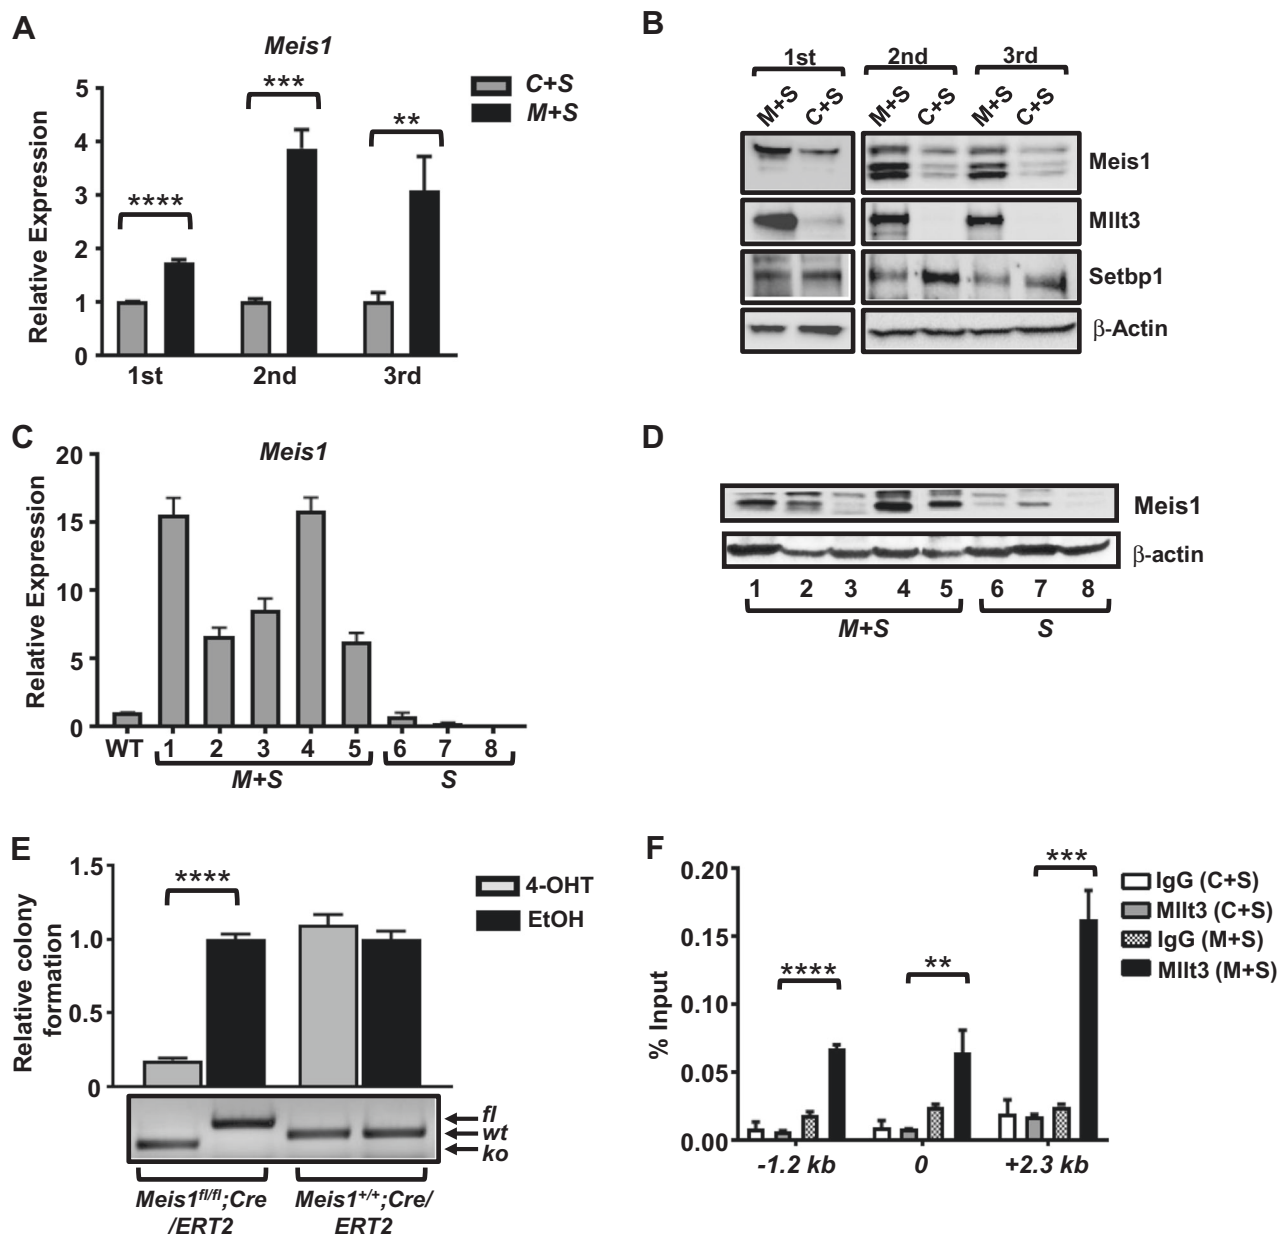 A
Meis1
Relative Expression
5
4
3
2
1
0
****
***
**
1st
2nd
3rd
C+S
M+S
B
1st
2nd
3rd
M+S
C+S
M+S
C+S
M+S
C+S
Meis1
Mllt3
Setbp1
β-Actin
C
Meis1
Relative Expression
20
15
10
5
0
WT
1
2
3
4
5
6
7
8
M+S
S
D
Meis1
β-actin
1
2
3
4
5
6
7
8
M+S
S
E
Relative colony
formation
1.5
1.0
0.5
0
****
4-OHT
EtOH
fl
wt
ko
Meis1fl/fl;Cre
/ERT2
Meis1+/+;Cre/
ERT2
F
% Input
0.20
0.15
0.10
0.05
0.00
****
**
***
-1.2 kb
0
+2.3 kb
IgG (C+S)
Mllt3 (C+S)
IgG (M+S)
Mllt3 (M+S)